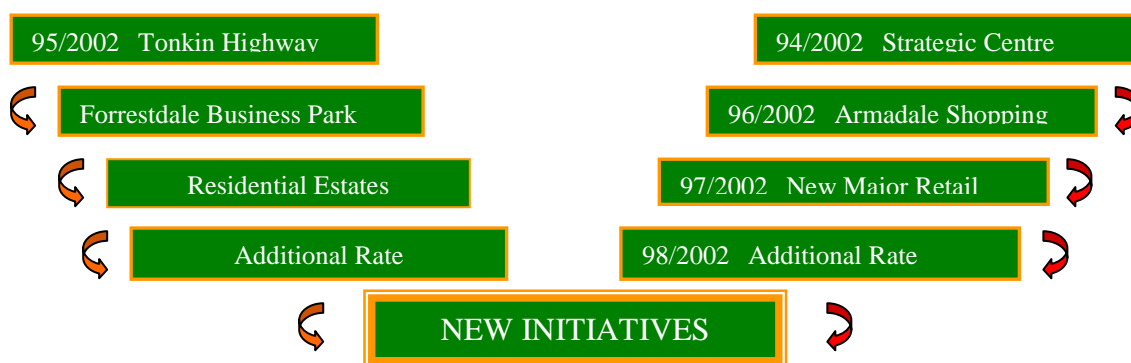 95/2002 Tonkin Highway
94/2002 Strategic Centre
Forrestdale Business Park
96/2002 Armadale Shopping
Residential Estates
97/2002 New Major Retail
Additional Rate
98/2002 Additional Rate
NEW INITIATIVES